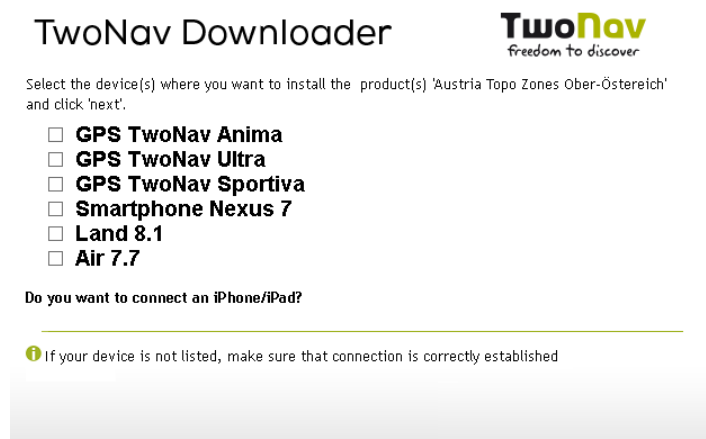 TwoNav Downloader
TwoNav
freedom to discover
Select the device(s) where you want to install the product(s) 'Austria Topo Zones Ober-Östereich'
and click 'next'.
GPS TwoNav Anima
GPS TwoNav Ultra
GPS TwoNav Sportiva
Smartphone Nexus 7
Land 8.1
Air 7.7
Do you want to connect an iPhone/iPad?
i If your device is not listed, make sure that connection is correctly established